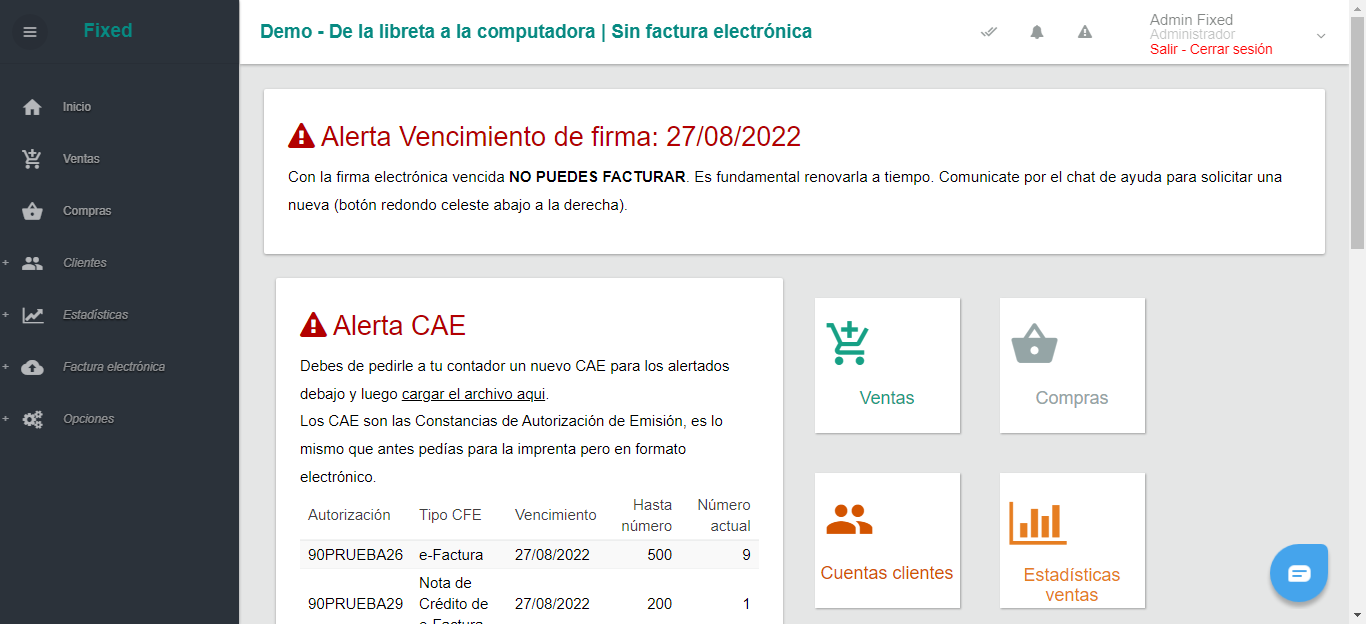 Fixed
Demo - De la libreta a la computadora | Sin factura electrónica
Admin Fixed
Administrador
Salir - Cerrar sesión
Inicio
Ventas
Compras
+ Clientes
+ Estadísticas
+ Factura electrónica
+ Opciones
Alerta Vencimiento de firma: 27/08/2022
Con la firma electrónica vencida NO PUEDES FACTURAR. Es fundamental renovarla a tiempo. Comunicate por el chat de ayuda para solicitar una
nueva (botón redondo celeste abajo a la derecha).
Alerta CAE
Debes de pedirle a tu contador un nuevo CAE para los alertados
debajo y luego cargar el archivo aqui.
Los CAE son las Constancias de Autorización de Emisión, es lo
mismo que antes pedías para la imprenta pero en formato
electrónico.
Autorización Tipo CFE Vencimiento Hasta número Número actual
90PRUEBA26 e-Factura 27/08/2022 500 9
90PRUEBA29 Nota de Crédito de e-Factura 27/08/2022 200 1
Ventas
Compras
Cuentas clientes
Estadísticas
ventas